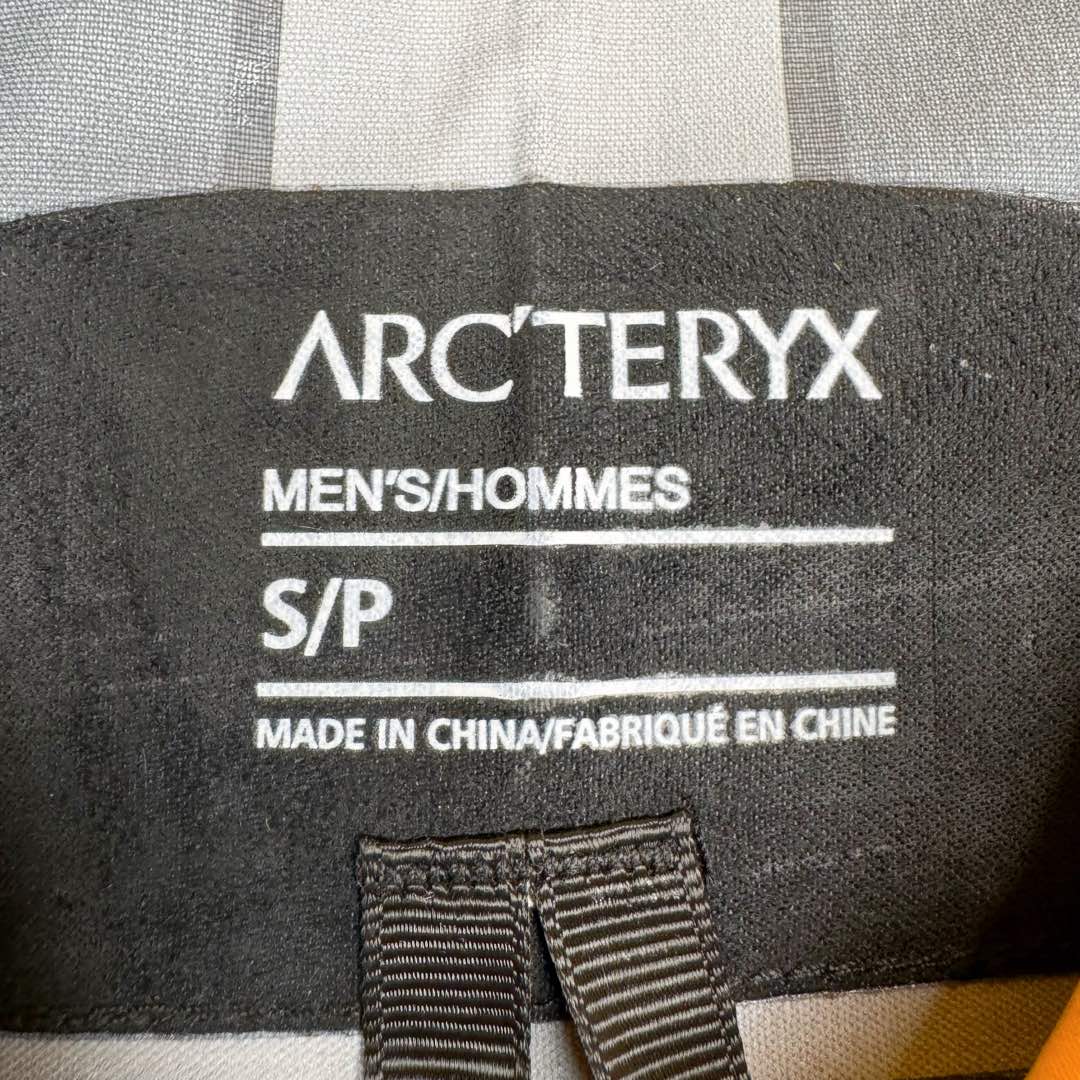 ARC'TERYX
MEN'S/HOMMES
S/P
MADE IN CHINA/FABRIQUÉ EN CHINE